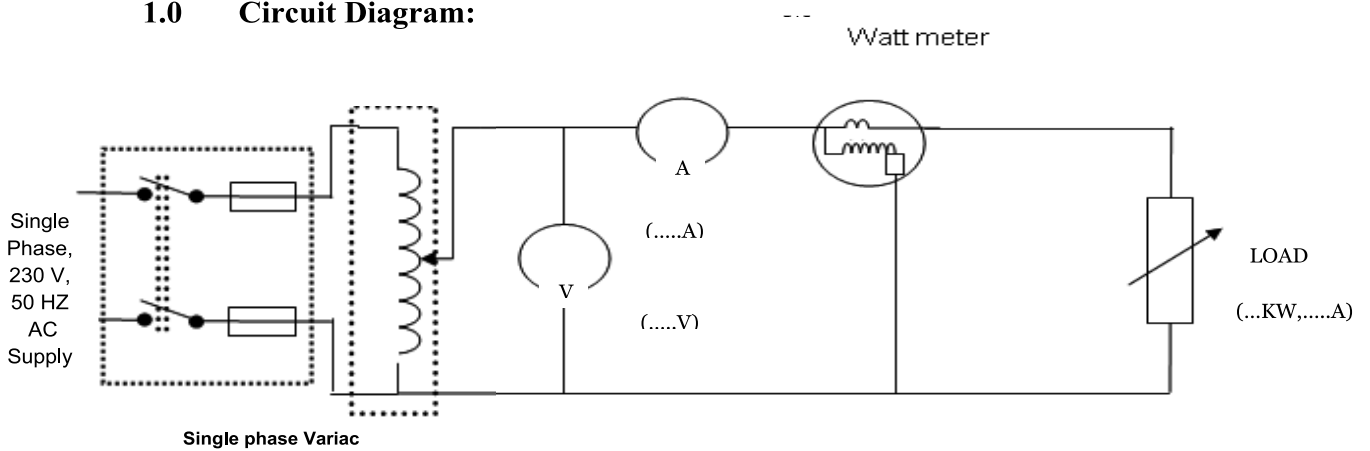 1.0 Circuit Diagram:
Watt meter
A
(.....A)
Single
Phase,
230 V,
50 HZ
AC
Supply
V
(.....V)
LOAD
(...KW,.....A)
Single phase Variac